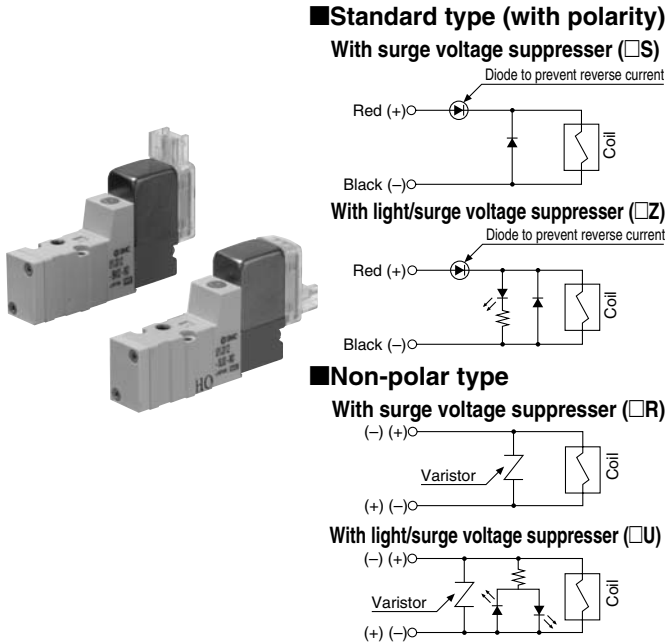 ■Standard type (with polarity)
With surge voltage suppresser (□S)
Diode to prevent reverse current
Red (+)
Coil
Black (–)
With light/surge voltage suppresser (□Z)
Diode to prevent reverse current
Red (+)
Coil
Black (–)
■Non-polar type
With surge voltage suppresser (□R)
(–) (+)
Varistor
Coil
(+) (–)
With light/surge voltage suppresser (□U)
(–) (+)
Varistor
Coil
(+) (–)
HO